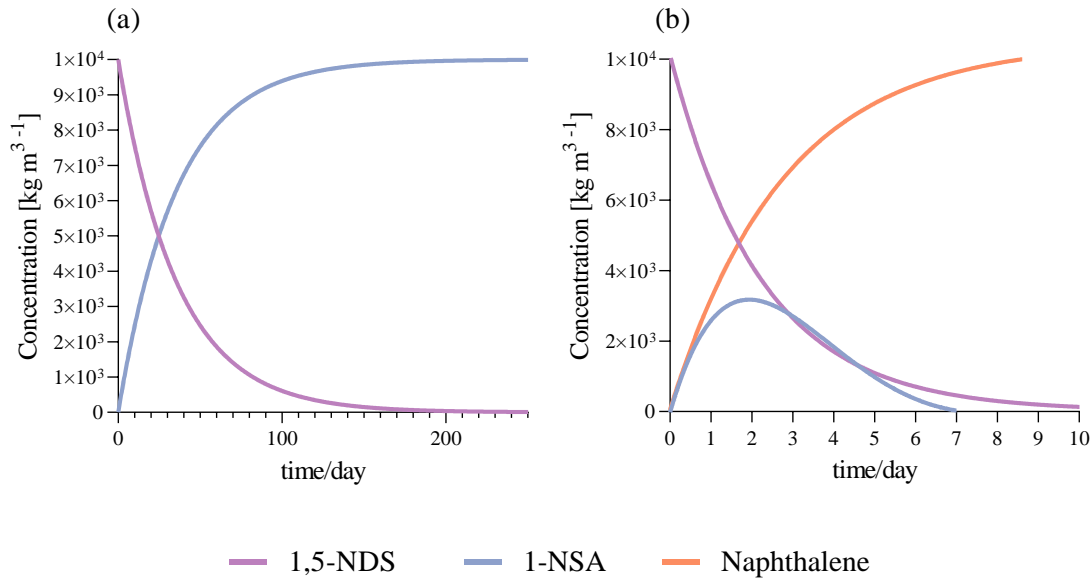 (a)
Concentration [kg m³ ⁻¹]
1×10⁴
9×10³
8×10³
7×10³
6×10³
5×10³
4×10³
3×10³
2×10³
1×10³
0
0 100 200
time/day
(b)
Concentration [kg m³ ⁻¹]
1×10⁴
8×10³
6×10³
4×10³
2×10³
0
0 1 2 3 4 5 6 7 8 9 10
time/day
1,5-NDS 1-NSA Naphthalene